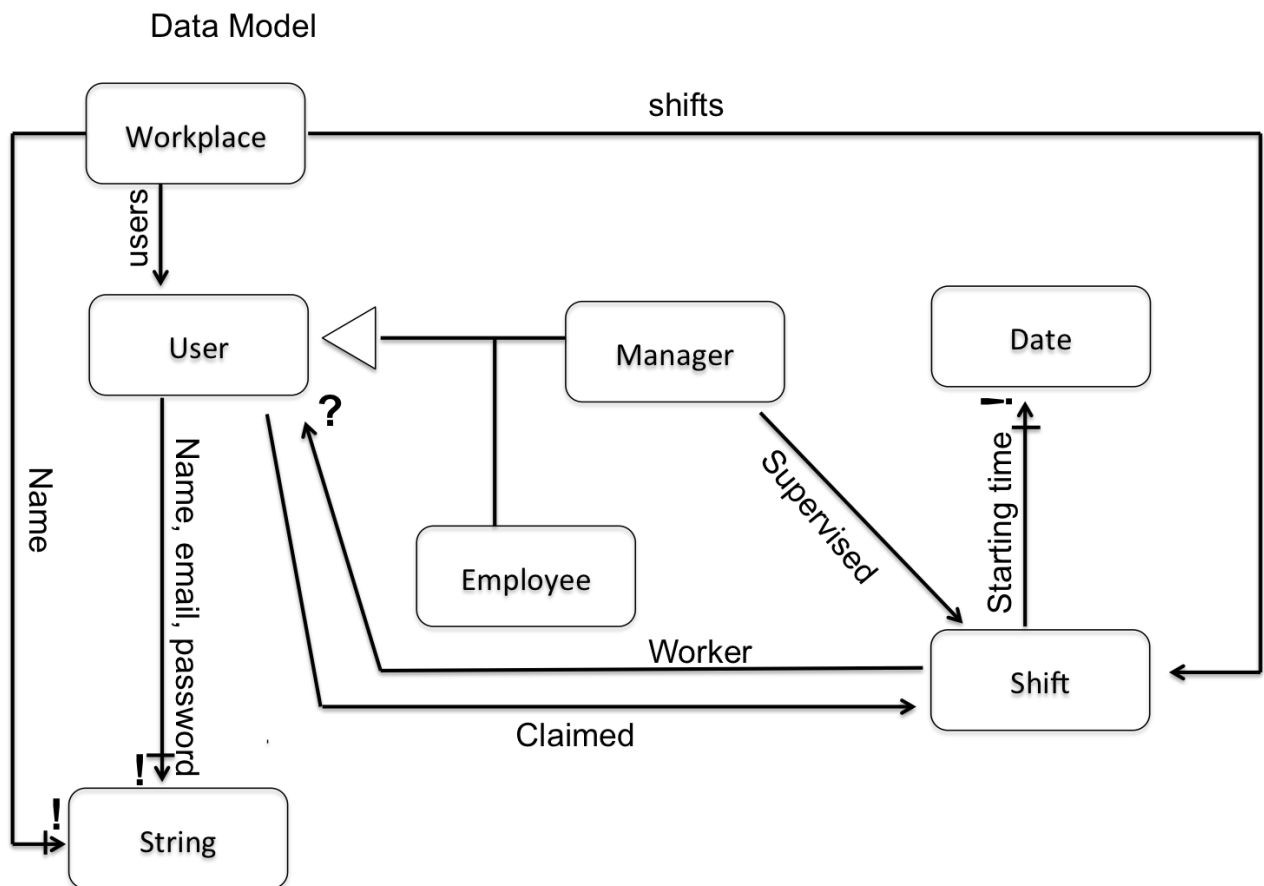 Data Model
Workplace
shifts
users
User
Manager
Date
?
!
Name
Name, email, password
Supervised
Starting time
Employee
Worker
Shift
Claimed
!
!
String